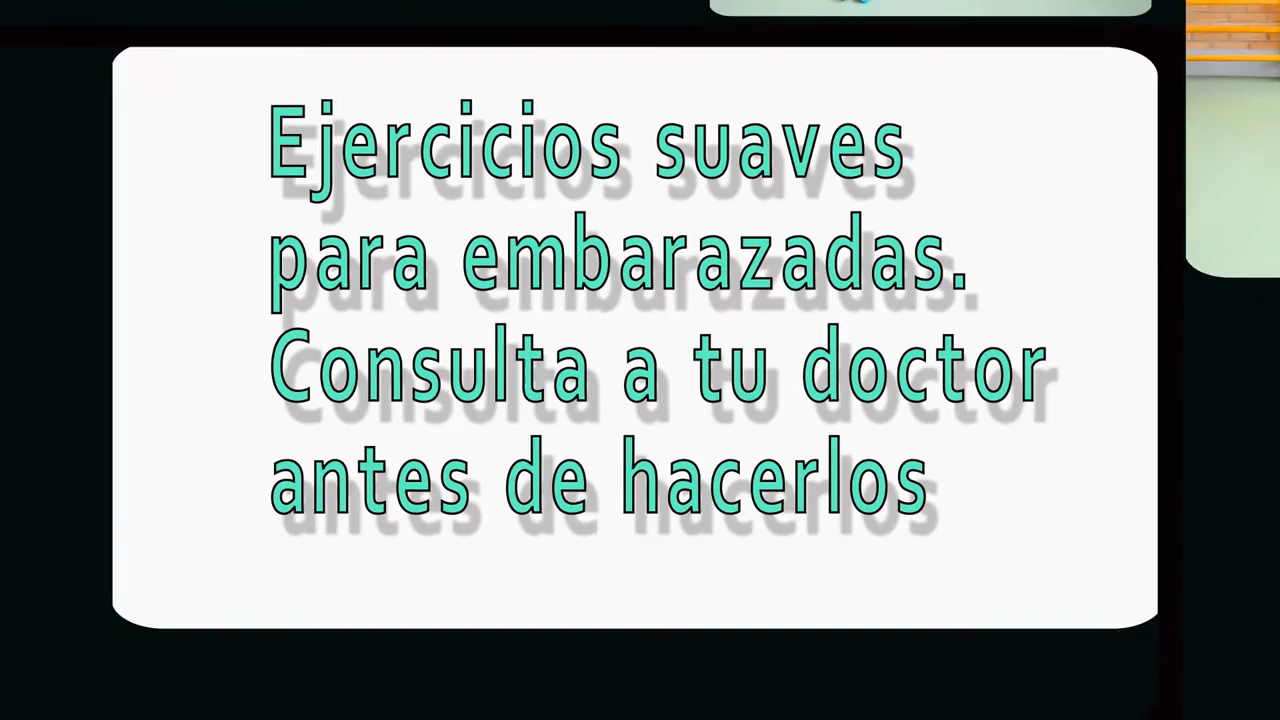 Ejercicios suaves
para embarazadas.
Consulta a tu doctor
antes de hacerlos